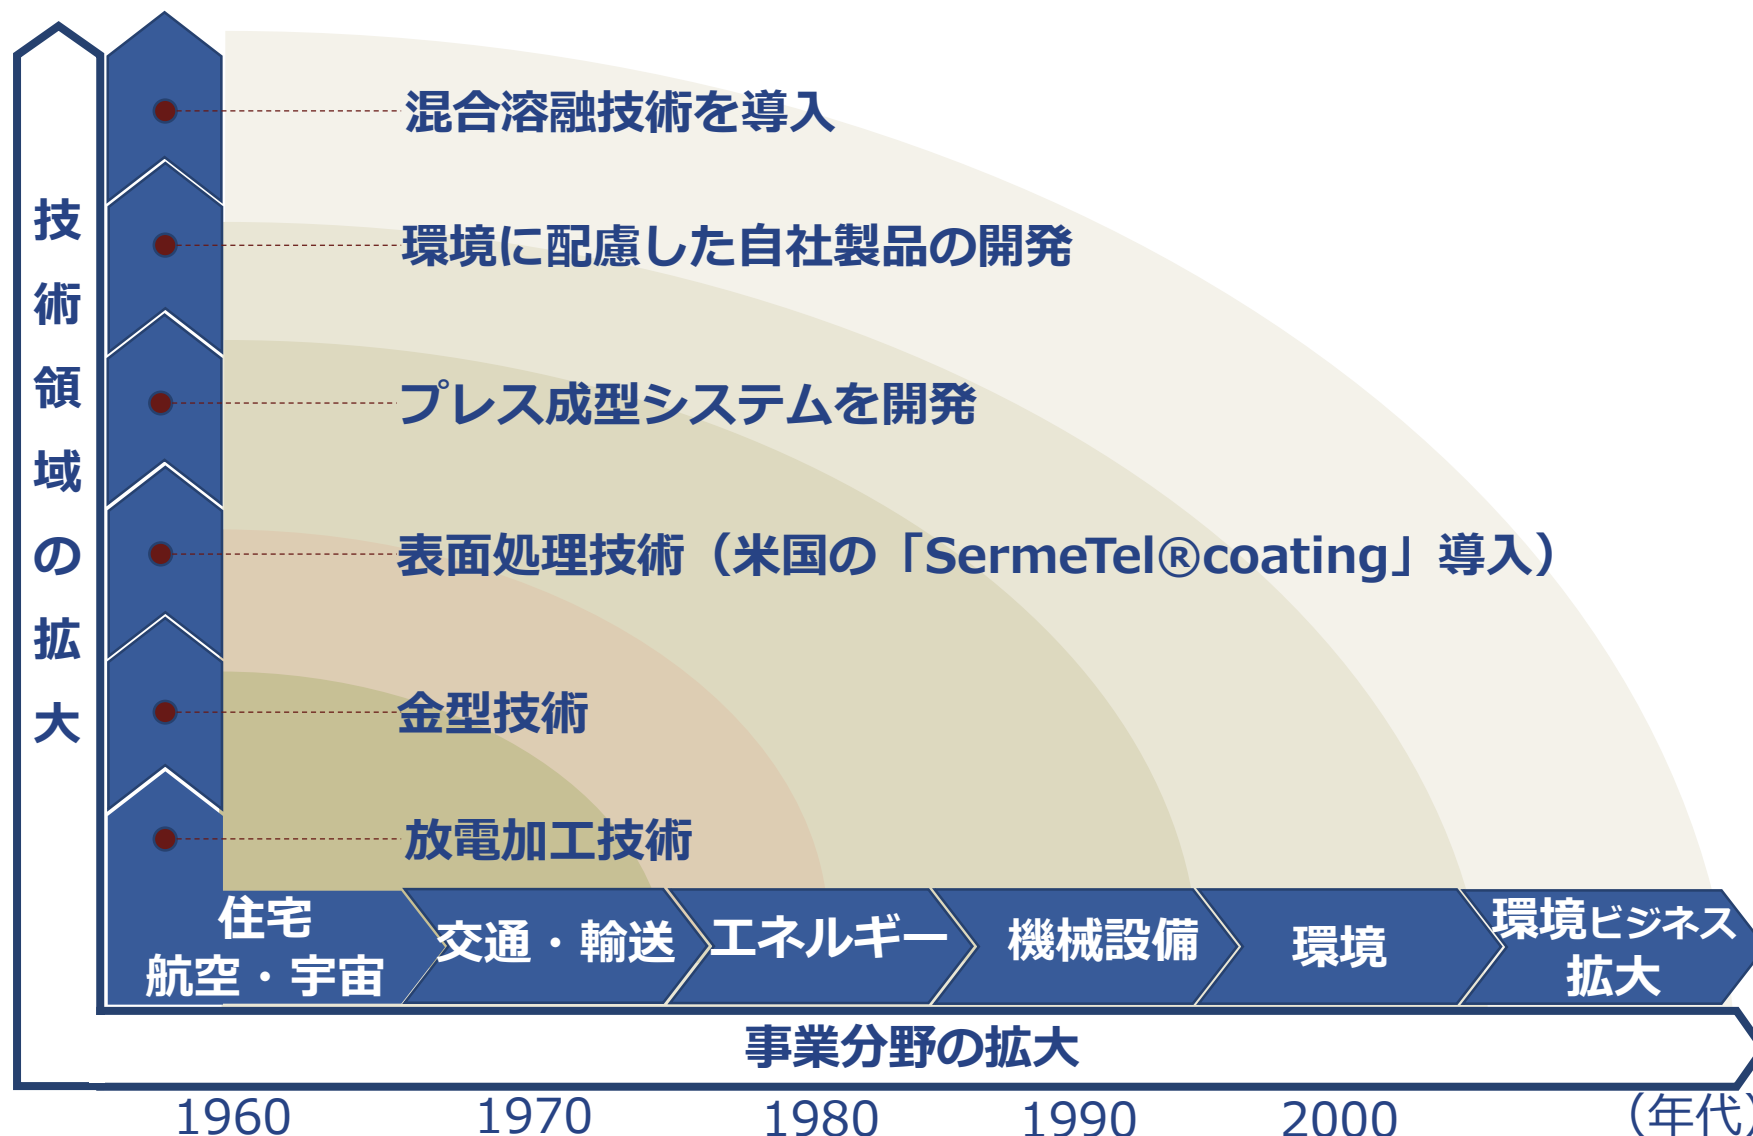 技術領域の拡大
混合溶融技術を導入
環境に配慮した自社製品の開発
プレス成型システムを開発
表面処理技術（米国の「SermeTel®coating」導入）
金型技術
放電加工技術
住宅
航空・宇宙
交通・輸送
エネルギー
機械設備
環境
環境ビジネス
拡大
事業分野の拡大
1960
1970
1980
1990
2000
（年代）